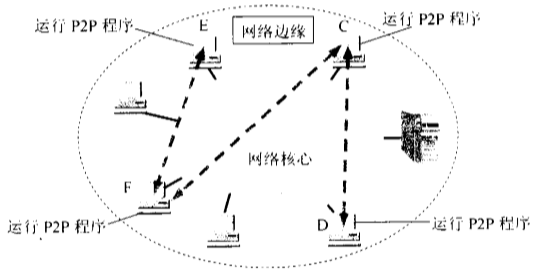 运行 P2P 程序
E
网络边缘
C
运行 P2P 程序
网络核心
F
运行 P2P 程序
D
运行 P2P 程序